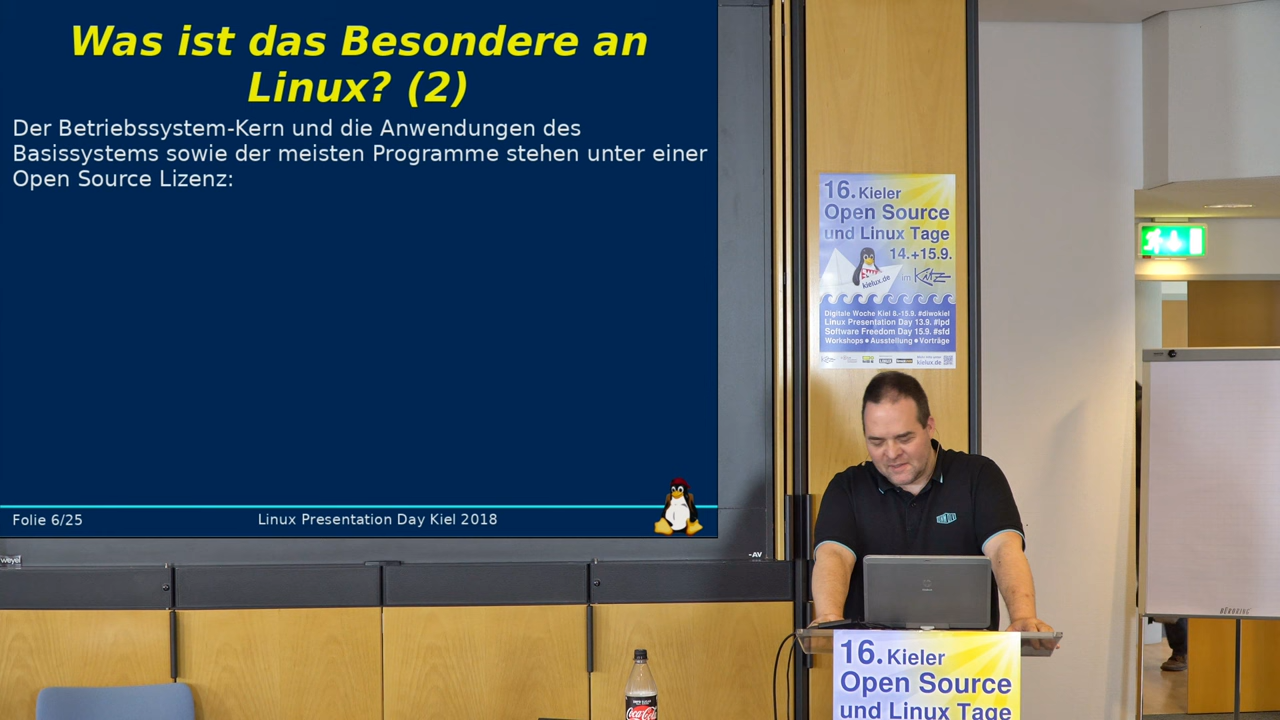 Was ist das Besondere an
Linux? (2)
Der Betriebssystem-Kern und die Anwendungen des
Basissystems sowie der meisten Programme stehen unter einer
Open Source Lizenz:
Folie 6/25
Linux Presentation Day Kiel 2018
weyel
-AV
16. Kieler
Open Source
und Linux Tage
14.+15.9.
kielux.de
im
Digitale Woche Kiel 8.-15.9. #diwokiel
Linux Presentation Day 13.9. #lpd
Software Freedom Day 15.9. #sfd
Workshops • Ausstellung • Vorträge
kielux.de
Coca-Cola
16. Kieler
Open Source
und Linux Tage